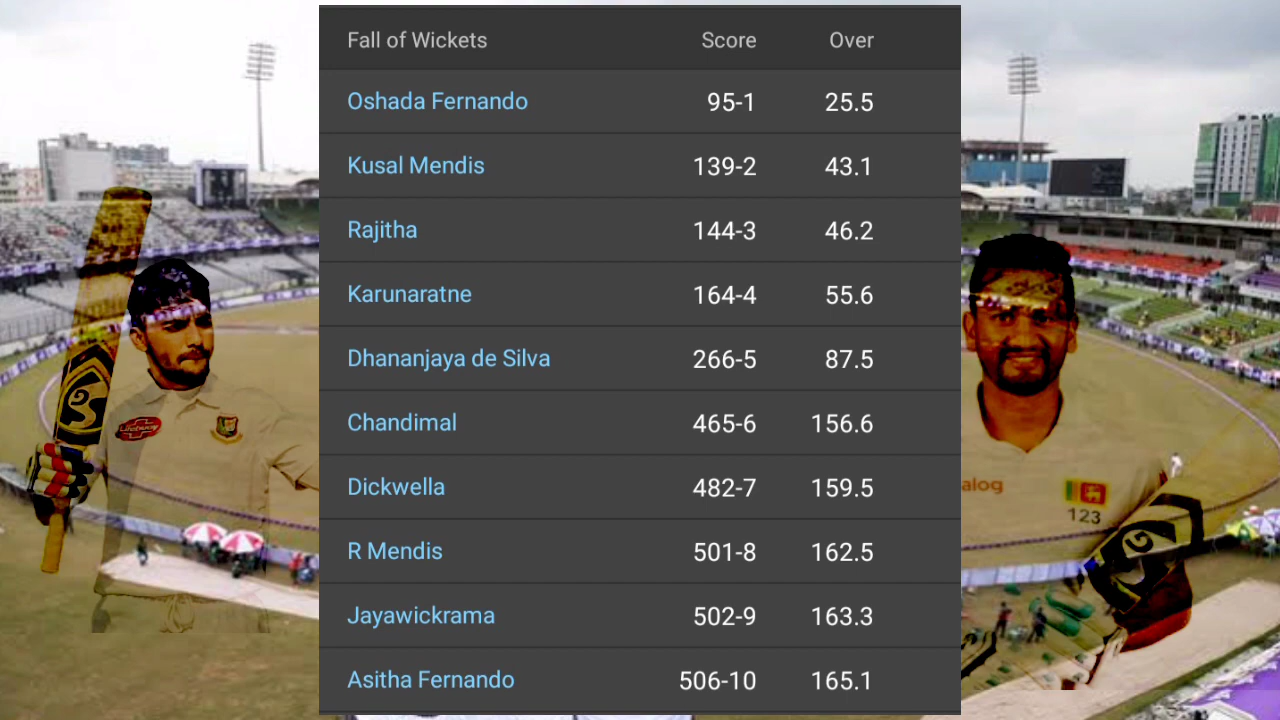 Fall of Wickets Score Over
Oshada Fernando 95-1 25.5
Kusal Mendis 139-2 43.1
Rajitha 144-3 46.2
Karunaratne 164-4 55.6
Dhananjaya de Silva 266-5 87.5
Chandimal 465-6 156.6
Dickwella 482-7 159.5
R Mendis 501-8 162.5
Jayawickrama 502-9 163.3
Asitha Fernando 506-10 165.1
Lifebuoy
alog
123